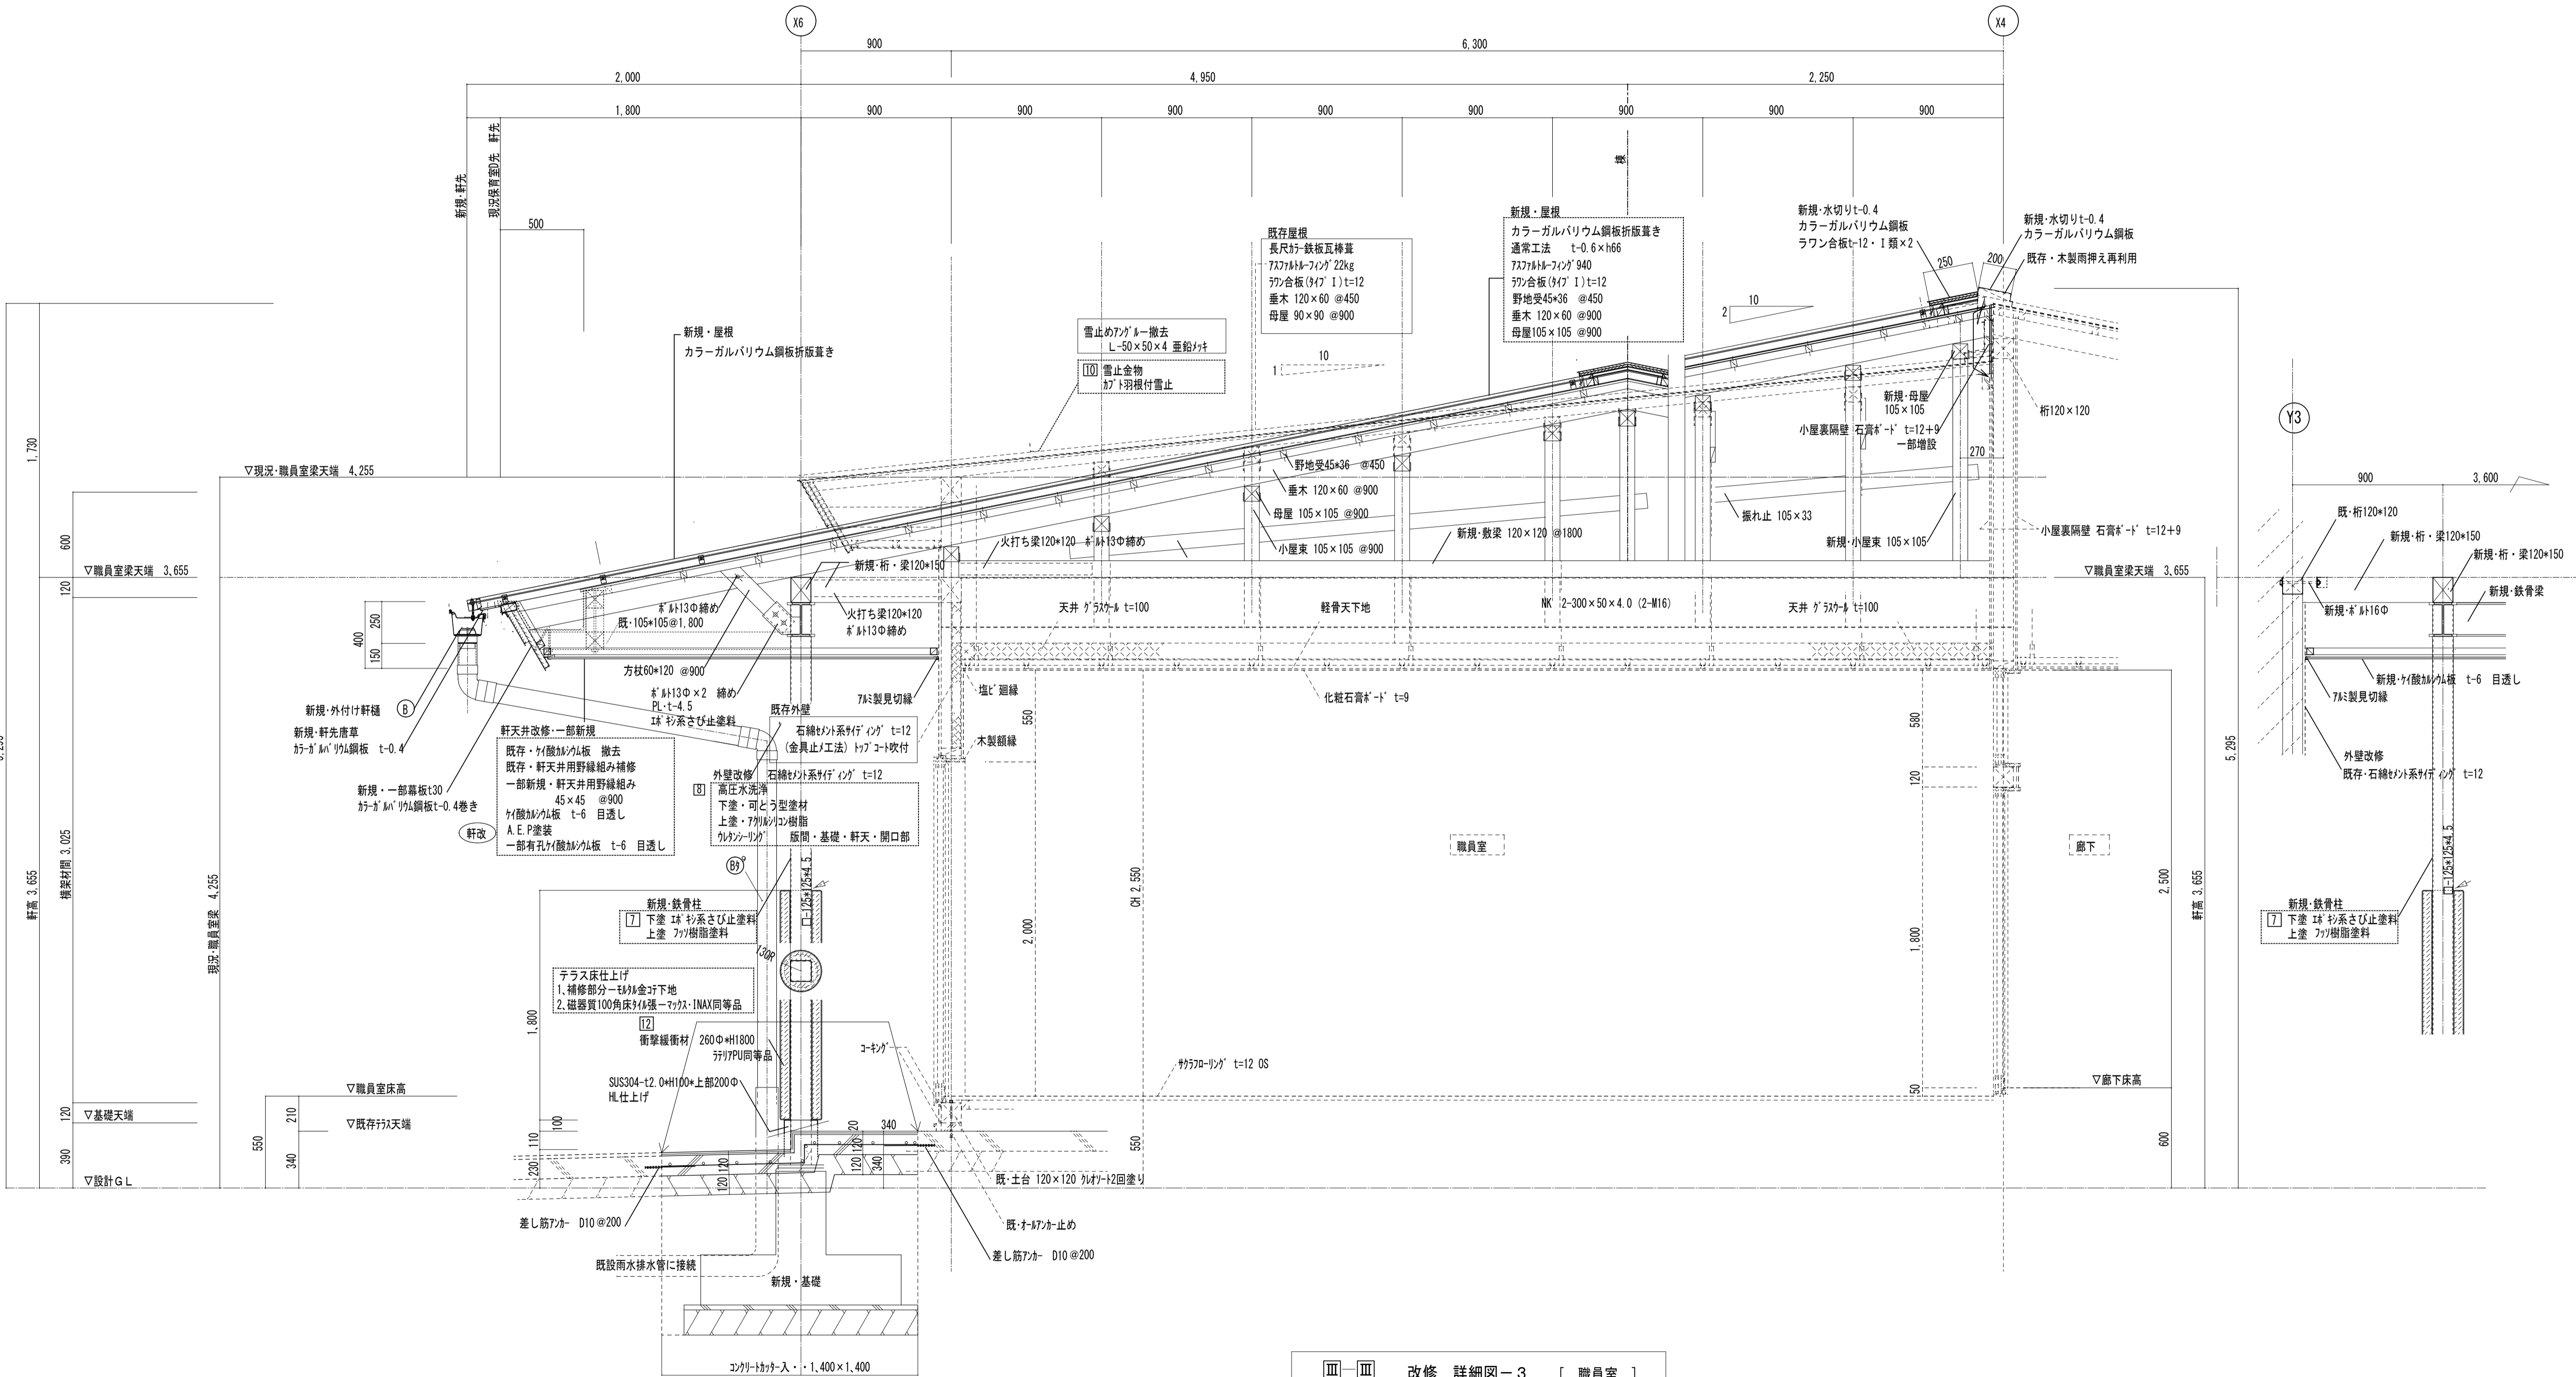 X6
X4
900
6,300
2,000
4,950
2,250
1,800
900
900
900
900
900
900
900
900
新規・軒先
現況保育室D先 軒先
500
棟
新規・屋根
カラーガルバリウム鋼板折版葺き
雪止めアングル一撤去
L-50×50×4 亜鉛メッキ
10 雪止金物
カブト羽根付雪止
既存屋根
長尺カラー鉄板瓦棒葺
アスファルトルーフィング22kg
ラワン合板(タイプⅠ)t=12
垂木 120×60 @450
母屋 90×90 @900
10
1
新規・屋根
カラーガルバリウム鋼板折版葺き
通常工法 t-0.6×h66
アスファルトルーフィング940
ラワン合板(タイプⅠ)t=12
野地受45*36 @450
垂木 120×60 @900
母屋105×105 @900
新規・水切りt-0.4
カラーガルバリウム鋼板
ラワン合板t-12・Ⅰ類×2
新規・水切りt-0.4
カラーガルバリウム鋼板
既存・木製雨押え再利用
250
200
10
2
新規・母屋
105×105
桁120×120
小屋裏隔壁 石膏ボード t=12+9
一部増設
270
野地受45*36 @450
垂木 120×60 @900
母屋 105×105 @900
小屋束 105×105 @900
新規・敷梁 120×120 @1800
振れ止 105×33
新規・小屋束 105×105
小屋裏隔壁 石膏ボード t=12+9
▽現況・職員室梁天端 4,255
▽職員室梁天端 3,655
▽職員室梁天端 3,655
1,730
600
120
軒高 3,655
横架材間 3,025
現況・職員室梁 4,255
400
250
150
火打ち梁120*120 ボルト13Φ締め
新規・桁・梁120*150
火打ち梁120*120
ボルト13Φ締め
ボルト13Φ締め
既・105*105@1,800
方杖60*120 @900
ボルト13Φ×2 締め
PL・t-4.5
エポキシ系さび止塗料
天井 グラスウール t=100
軽骨天下地
NK 2-300×50×4.0 (2-M16)
天井 グラスウール t=100
化粧石膏ボード t=9
アルミ製見切縁
塩ビ廻縁
木製額縁
新規・外付け軒樋
B
新規・軒先唐草
カラーガルバリウム鋼板 t-0.4
新規・一部幕板t30
カラーガルバリウム鋼板t-0.4巻き
軒天井改修・一部新規
既存・ケイ酸カルシウム板 撤去
既存・軒天井用野縁組み補修
一部新規・軒天井用野縁組み
45×45 @900
ケイ酸カルシウム板 t-6 目透し
A.E.P塗装
一部有孔ケイ酸カルシウム板 t-6 目透し
軒改
既存外壁
石綿セメント系サイディング t=12
(金具止メ工法) トップコート吹付
外壁改修 石綿セメント系サイディング t=12
8
高圧水洗浄
下塗・可とう型塗材
上塗・アクリルシリコン樹脂
ウレタンシーリング 版間・基礎・軒天・開口部
Bタ
新規・鉄骨柱
7 下塗 エポキシ系さび止塗料
上塗 フッソ樹脂塗料
□-125*125*4.5
130R
テラス床仕上げ
1、補修部分ーモルタル金コテ下地
2、磁器質100角床タイル張ーマックス・INAX同等品
12
衝撃緩衝材 260Φ*H1800
ラテリアPU同等品
SUS304-t2.0*H100*上部200Φ
HL仕上げ
コーキング
サクラフローリング t=12 OS
職員室
廊下
550
2,000
CH 2,550
550
580
120
1,800
50
2,500
600
軒高 3,655
5,295
▽職員室床高
▽基礎天端
▽既存テラス天端
▽設計GL
▽廊下床高
120
390
550
210
340
1,800
100
110
230
120
120
20
340
120
120
340
既・土台 120×120 クレオソート2回塗り
既・オールアンカー止め
差し筋アンカー D10@200
差し筋アンカー D10@200
既設雨水排水管に接続
新規・基礎
コンクリートカッター入・・1,400×1,400
Y3
900
3,600
既・桁120*120
新規・桁・梁120*150
新規・桁・梁120*150
新規・ボルト16Φ
新規・鉄骨梁
新規・ケイ酸カルシウム板 t-6 目透し
アルミ製見切縁
外壁改修
既存・石綿セメント系サイディング t=12
□-125*125*4.5
新規・鉄骨柱
7 下塗 エポキシ系さび止塗料
上塗 フッソ樹脂塗料
Ⅲ-Ⅲ 改修 詳細図-3 [ 職員室 ]